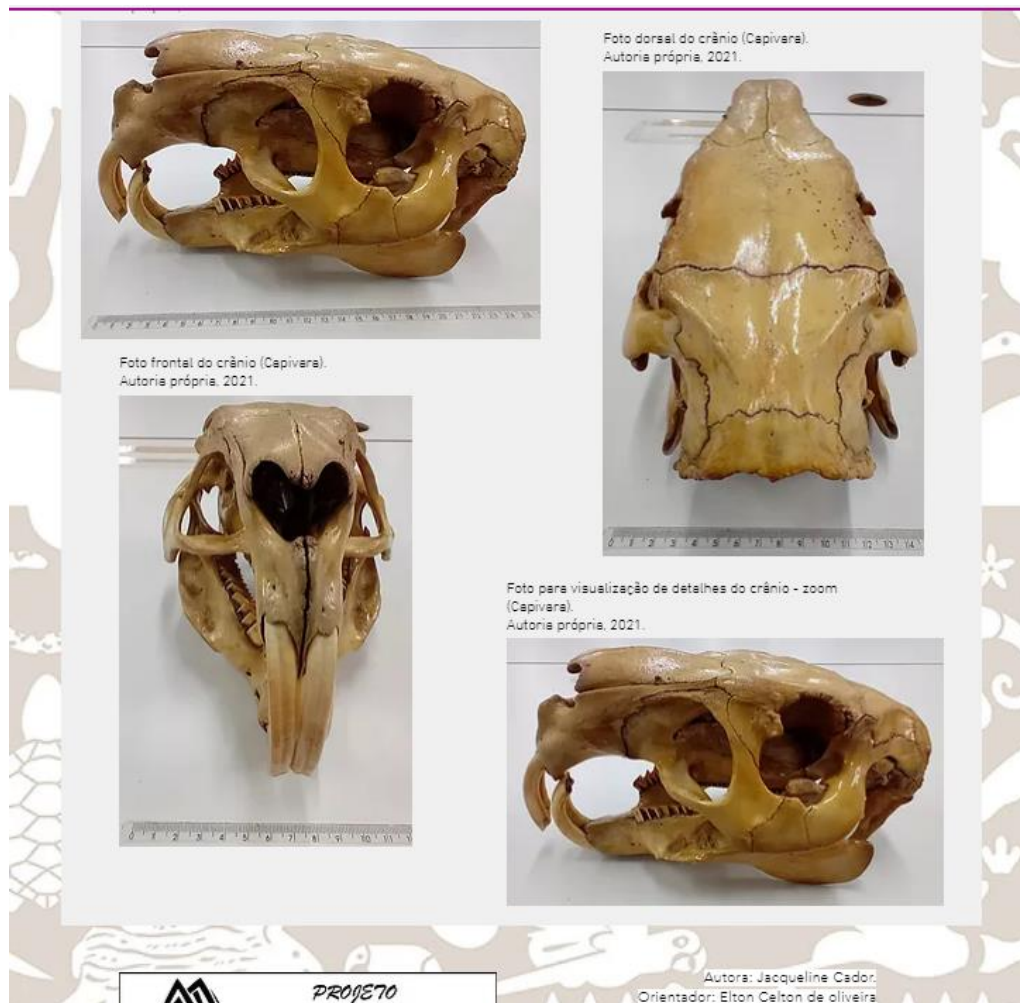 Foto dorsal do crânio (Capivara).
Autoria própria, 2021.
Foto frontal do crânio (Capivara).
Autoria própria, 2021.
Foto para visualização de detalhes do crânio - zoom
(Capivara).
Autoria própria, 2021.
PROJETO
Autora: Jacqueline Cador.
Orientador: Elton Celton de oliveira